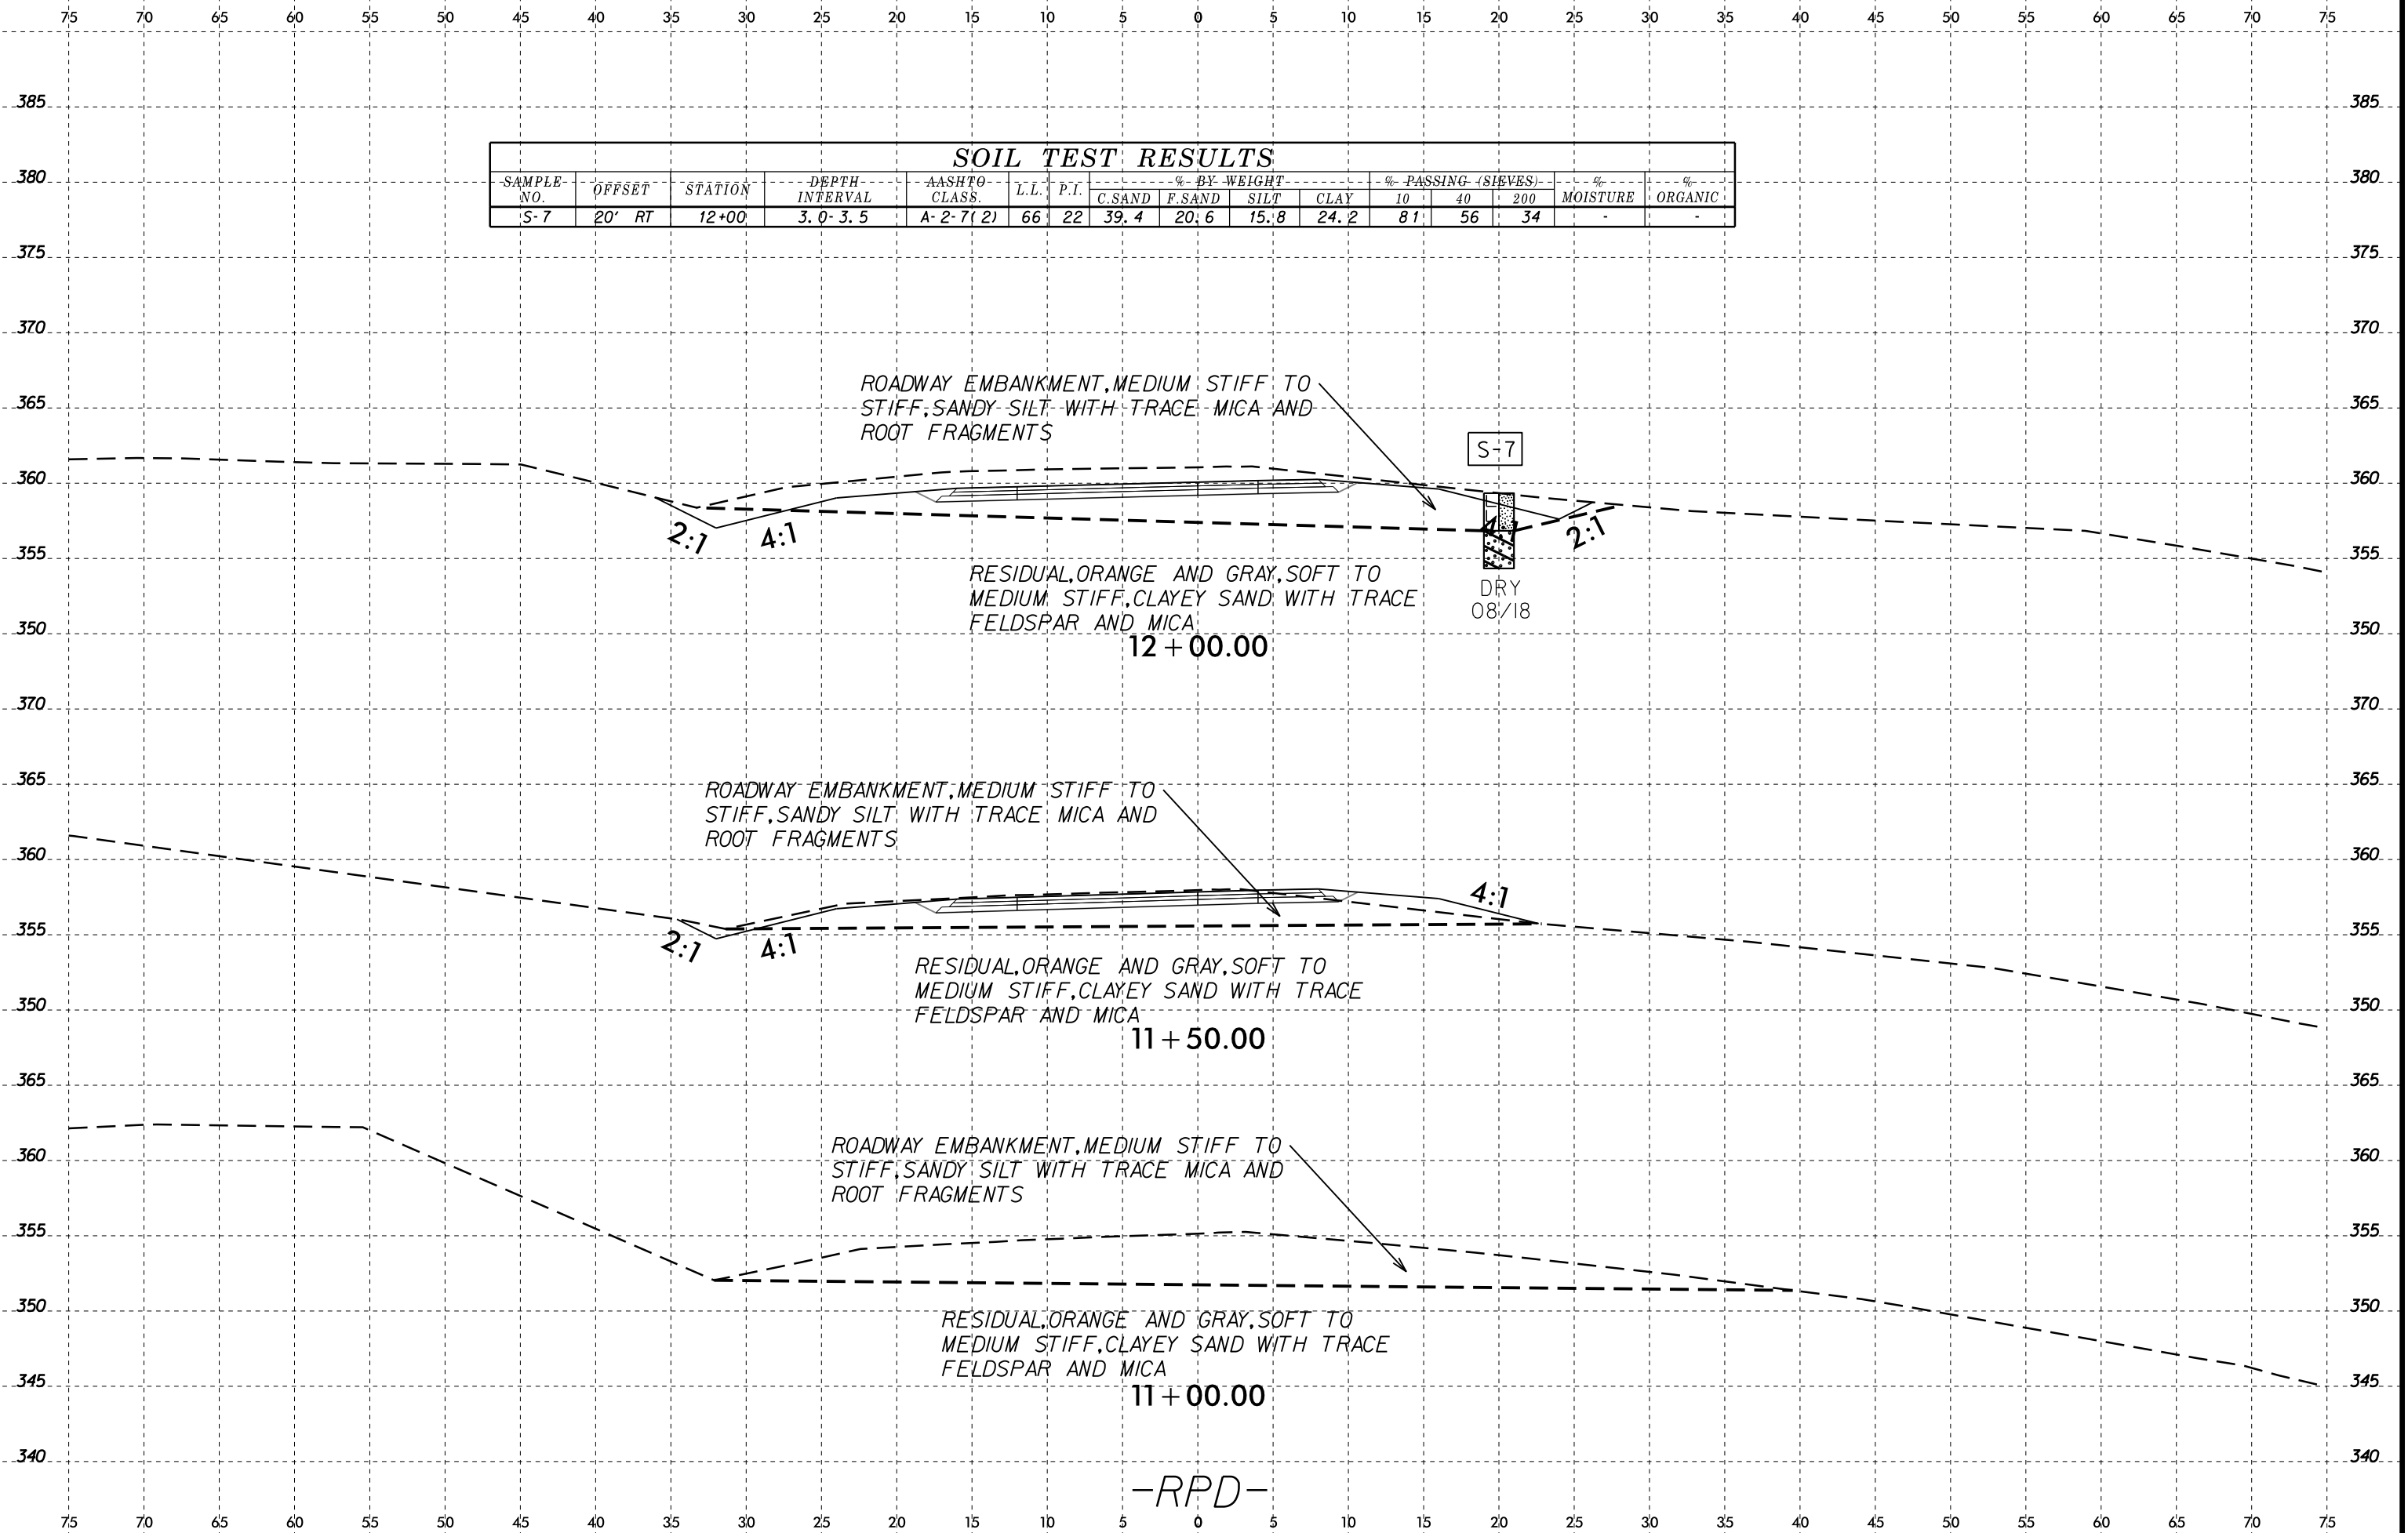 75 70 65 60 55 50 45 40 35 30 25 20 15 10 5 0 5 10 15 20 25 30 35 40 45 50 55 60 65 70 75
385 385
SOIL TEST RESULTS
SAMPLE NO. OFFSET STATION DEPTH INTERVAL AASHTO CLASS. L.L. P.I. % BY WEIGHT % PASSING (SIEVES) % MOISTURE % ORGANIC
C.SAND F.SAND SILT CLAY 10 40 200
S-7 20' RT 12+00 3.0-3.5 A-2-7(2) 66 22 39.4 20.6 15.8 24.2 81 56 34 - -
380 380
375 375
370 370
ROADWAY EMBANKMENT, MEDIUM STIFF TO
STIFF, SANDY SILT WITH TRACE MICA AND
ROOT FRAGMENTS
365 365
S-7
360 360
2:1 4:1 4:1 2:1
355 355
RESIDUAL, ORANGE AND GRAY, SOFT TO
MEDIUM STIFF, CLAYEY SAND WITH TRACE
FELDSPAR AND MICA
DRY
08/18
350 350
12+00.00
370 370
365 365
ROADWAY EMBANKMENT, MEDIUM STIFF TO
STIFF, SANDY SILT WITH TRACE MICA AND
ROOT FRAGMENTS
360 360
4:1
355 355
2:1 4:1
RESIDUAL, ORANGE AND GRAY, SOFT TO
MEDIUM STIFF, CLAYEY SAND WITH TRACE
FELDSPAR AND MICA
350 350
11+50.00
365 365
ROADWAY EMBANKMENT, MEDIUM STIFF TO
STIFF, SANDY SILT WITH TRACE MICA AND
ROOT FRAGMENTS
360 360
355 355
350 350
RESIDUAL, ORANGE AND GRAY, SOFT TO
MEDIUM STIFF, CLAYEY SAND WITH TRACE
FELDSPAR AND MICA
345 345
11+00.00
340 340
-RPD-
75 70 65 60 55 50 45 40 35 30 25 20 15 10 5 0 5 10 15 20 25 30 35 40 45 50 55 60 65 70 75